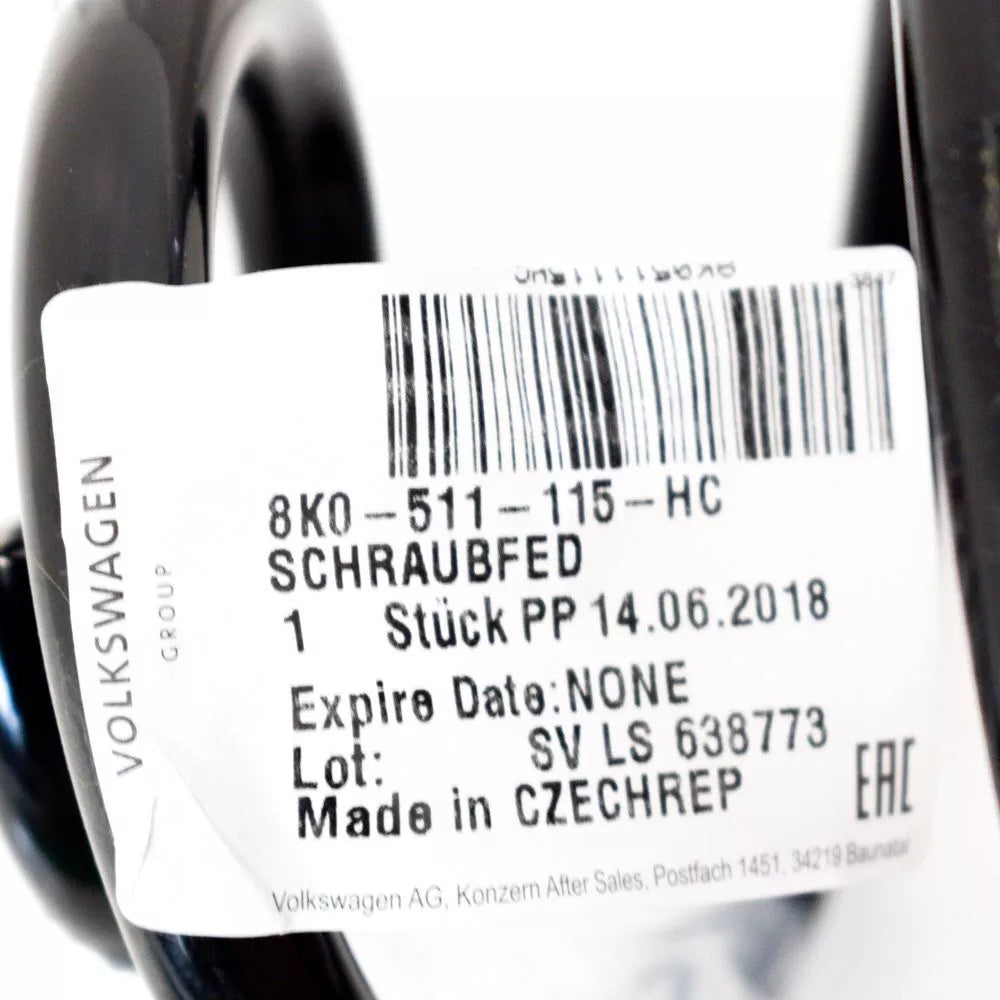 3847
8K0-511-115-HC
SCHRAUBFED
1 Stück PP 14.06.2018
Expire Date:NONE
Lot: SV LS 638773
Made in CZECHREP
EAC
VOLKSWAGEN
GROUP
Volkswagen AG, Konzern After Sales, Postfach 1451, 34219 Baunatal